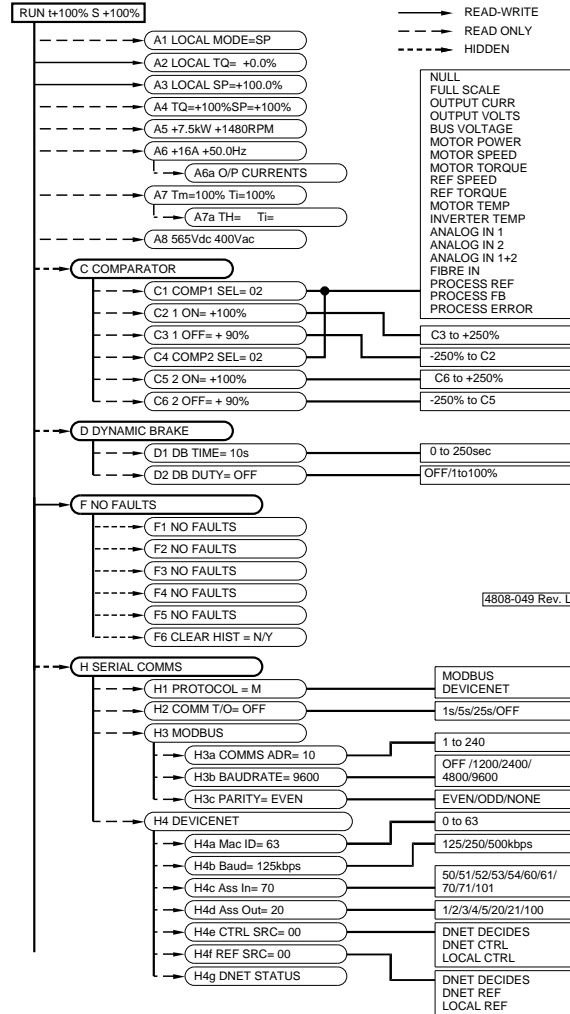 RUN t+100% S +100%
READ-WRITE
READ ONLY
HIDDEN
A1 LOCAL MODE=SP
A2 LOCAL TQ= +0.0%
A3 LOCAL SP=+100.0%
A4 TQ=+100%SP=+100%
A5 +7.5kW +1480RPM
A6 +16A +50.0Hz
A6a O/P CURRENTS
A7 Tm=100% Ti=100%
A7a TH= Ti=
A8 565Vdc 400Vac
NULL
FULL SCALE
OUTPUT CURR
OUTPUT VOLTS
BUS VOLTAGE
MOTOR POWER
MOTOR SPEED
MOTOR TORQUE
REF SPEED
REF TORQUE
MOTOR TEMP
INVERTER TEMP
ANALOG IN 1
ANALOG IN 2
ANALOG IN 1+2
FIBRE IN
PROCESS REF
PROCESS FB
PROCESS ERROR
C COMPARATOR
C1 COMP1 SEL= 02
C2 1 ON= +100%
C3 to +250%
C3 1 OFF= + 90%
-250% to C2
C4 COMP2 SEL= 02
C5 2 ON= +100%
C6 to +250%
C6 2 OFF= + 90%
-250% to C5
D DYNAMIC BRAKE
D1 DB TIME= 10s
0 to 250sec
D2 DB DUTY= OFF
OFF/1to100%
F NO FAULTS
F1 NO FAULTS
F2 NO FAULTS
F3 NO FAULTS
F4 NO FAULTS
F5 NO FAULTS
F6 CLEAR HIST = N/Y
4808-049 Rev. L
H SERIAL COMMS
H1 PROTOCOL = M
MODBUS
DEVICENET
H2 COMM T/O= OFF
1s/5s/25s/OFF
H3 MODBUS
H3a COMMS ADR= 10
1 to 240
H3b BAUDRATE= 9600
OFF /1200/2400/
4800/9600
H3c PARITY= EVEN
EVEN/ODD/NONE
H4 DEVICENET
H4a Mac ID= 63
0 to 63
H4b Baud= 125kbps
125/250/500kbps
H4c Ass In= 70
50/51/52/53/54/60/61/
70/71/101
H4d Ass Out= 20
1/2/3/4/5/20/21/100
H4e CTRL SRC= 00
DNET DECIDES
DNET CTRL
LOCAL CTRL
H4f REF SRC= 00
DNET DECIDES
DNET REF
LOCAL REF
H4g DNET STATUS